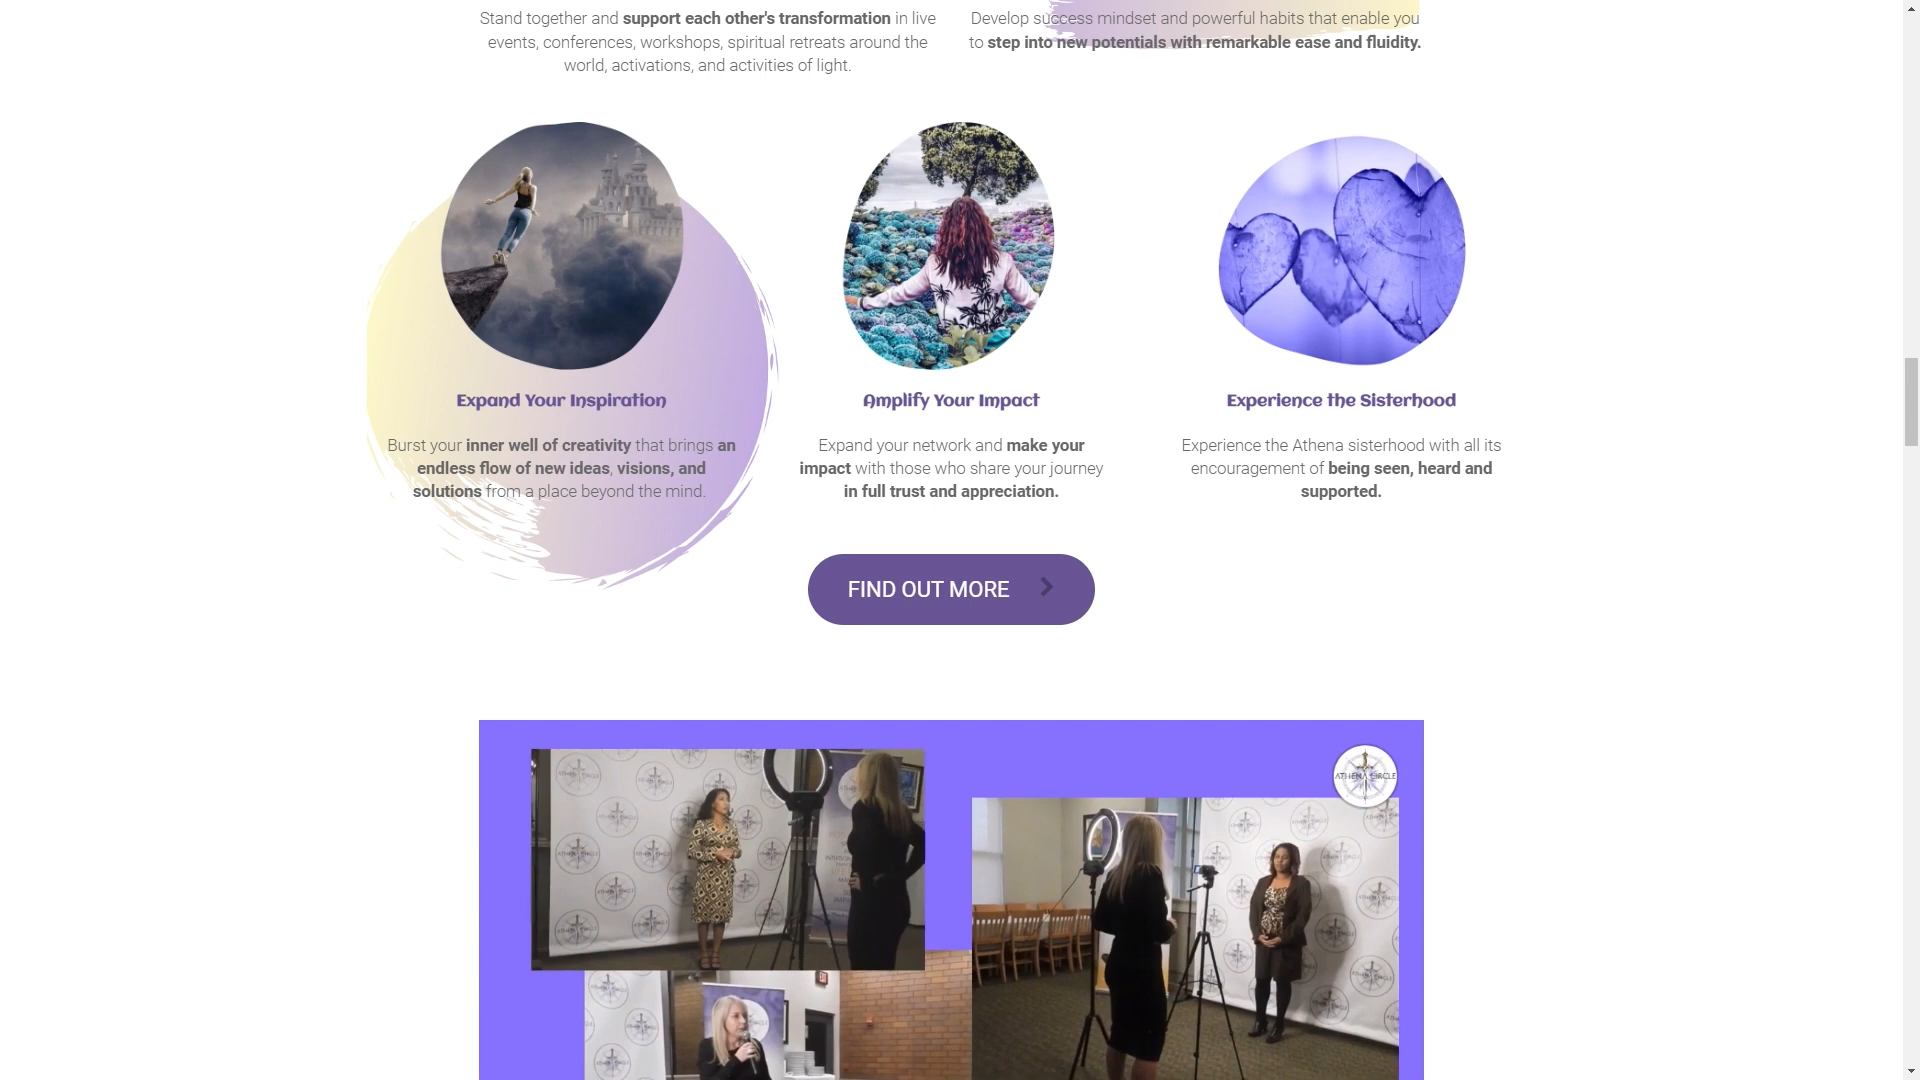 Stand together and support each other's transformation in live
events, conferences, workshops, spiritual retreats around the
world, activations, and activities of light.
Develop success mindset and powerful habits that enable you
to step into new potentials with remarkable ease and fluidity.
Expand Your Inspiration
Burst your inner well of creativity that brings an
endless flow of new ideas, visions, and
solutions from a place beyond the mind.
Amplify Your Impact
Expand your network and make your
impact with those who share your journey
in full trust and appreciation.
Experience the Sisterhood
Experience the Athena sisterhood with all its
encouragement of being seen, heard and
supported.
FIND OUT MORE
ATHENA CIRCLE